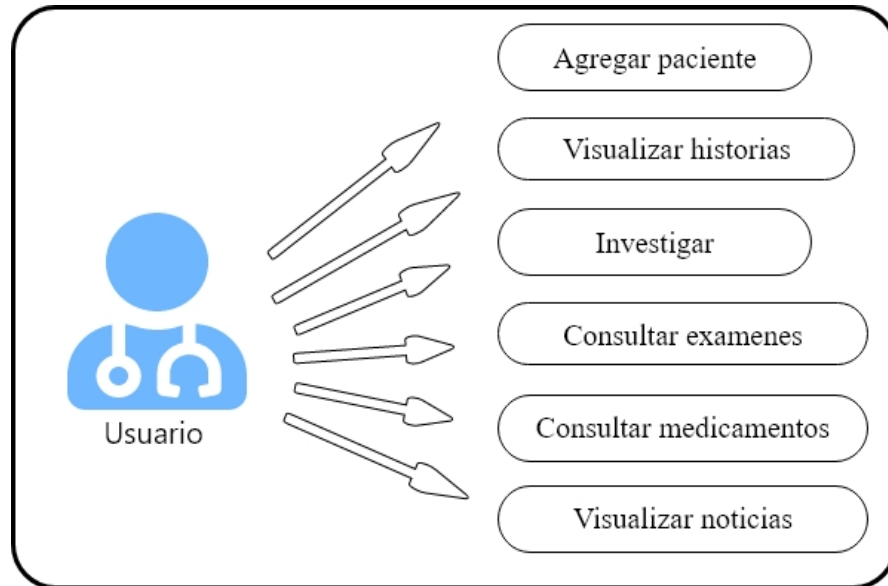 Agregar paciente
Visualizar historias
Investigar
Consultar examenes
Consultar medicamentos
Visualizar noticias
Usuario